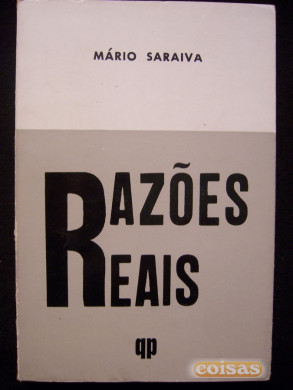 MÁRIO SARAIVA
RAZÕES
REAIS
qp
coisas